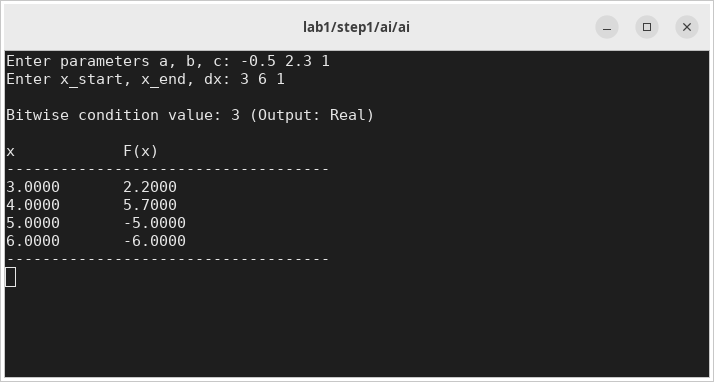 lab1/step1/ai/ai
Enter parameters a, b, c: -0.5 2.3 1
Enter x_start, x_end, dx: 3 6 1
Bitwise condition value: 3 (Output: Real)
x            F(x)
------------------------------------
3.0000       2.2000
4.0000       5.7000
5.0000       -5.0000
6.0000       -6.0000
------------------------------------